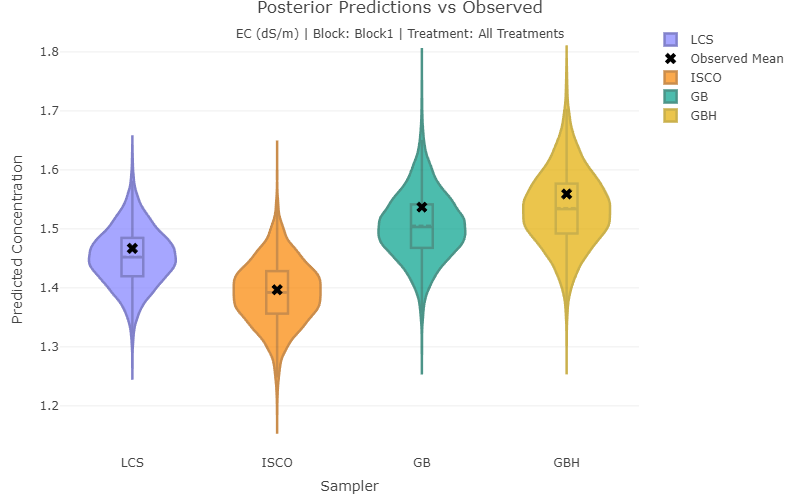 Posterior Predictions vs Observed
EC (dS/m) | Block: Block1 | Treatment: All Treatments
LCS
Observed Mean
ISCO
GB
GBH
Predicted Concentration
1.8
1.7
1.6
1.5
1.4
1.3
1.2
LCS
ISCO
GB
GBH
Sampler